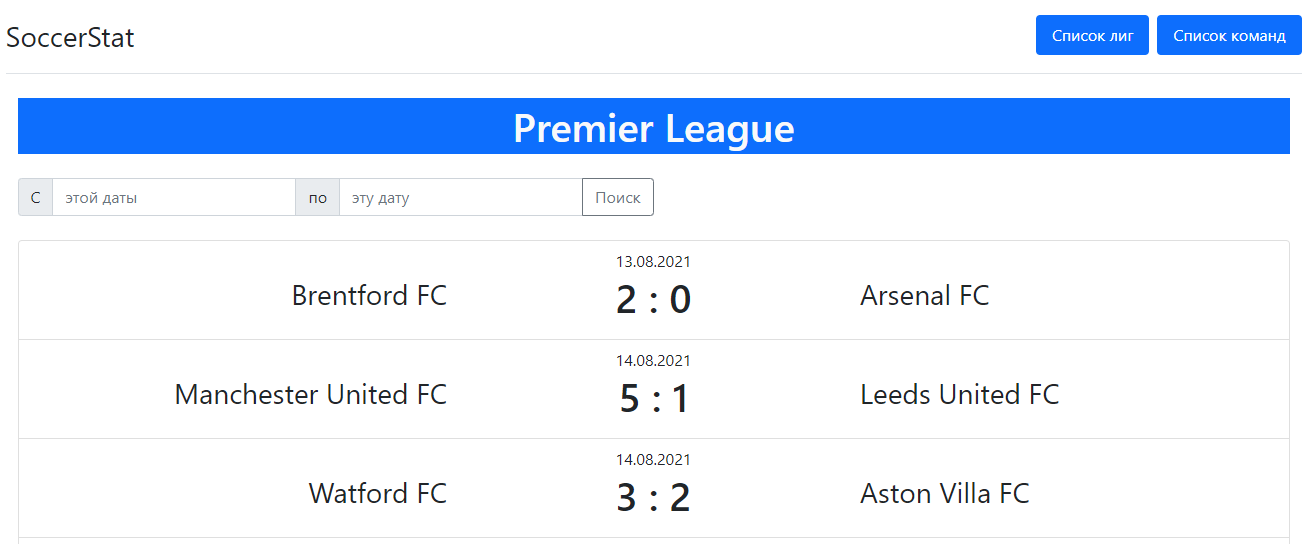 SoccerStat Список лиг Список команд
Premier League
С этой даты по эту дату Поиск
13.08.2021
Brentford FC 2 : 0 Arsenal FC
14.08.2021
Manchester United FC 5 : 1 Leeds United FC
14.08.2021
Watford FC 3 : 2 Aston Villa FC